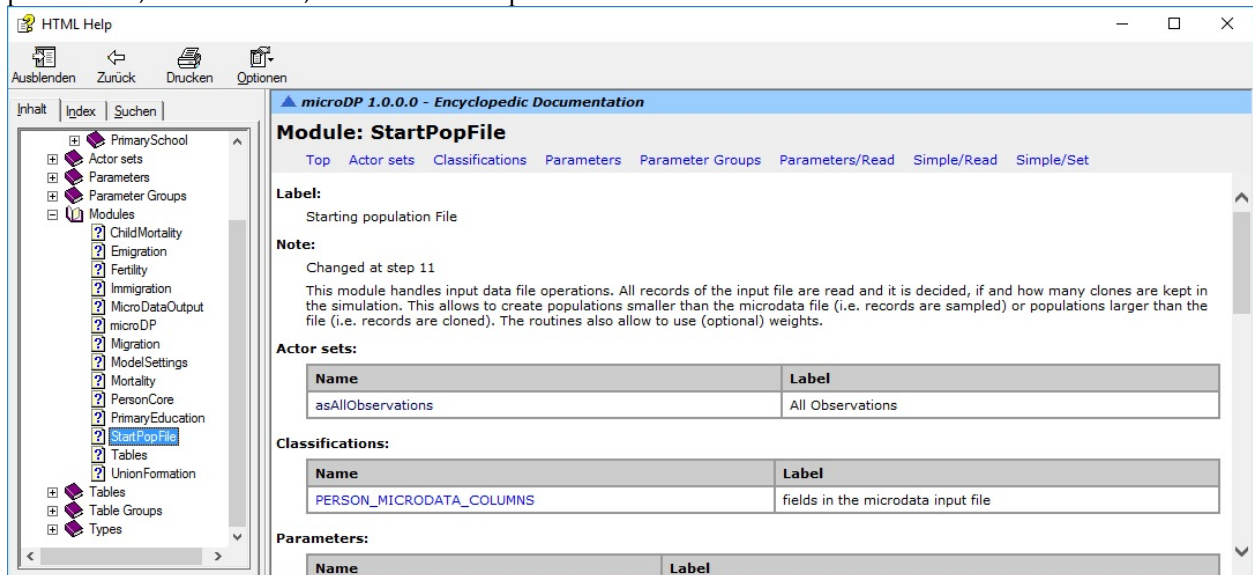 HTML Help
Ausblenden Zurück Drucken Optionen
Inhalt Index Suchen
PrimarySchool
Actor sets
Parameters
Parameter Groups
Modules
ChildMortality
Emigration
Fertility
Immigration
MicroDataOutput
microDP
Migration
ModelSettings
Mortality
PersonCore
PrimaryEducation
StartPopFile
Tables
UnionFormation
Tables
Table Groups
Types
microDP 1.0.0.0 - Encyclopedic Documentation
Module: StartPopFile
Top Actor sets Classifications Parameters Parameter Groups Parameters/Read Simple/Read Simple/Set
Label:
Starting population File
Note:
Changed at step 11
This module handles input data file operations. All records of the input file are read and it is decided, if and how many clones are kept in
the simulation. This allows to create populations smaller than the microdata file (i.e. records are sampled) or populations larger than the
file (i.e. records are cloned). The routines also allow to use (optional) weights.
Actor sets:
Name Label
asAllObservations All Observations
Classifications:
Name Label
PERSON_MICRODATA_COLUMNS fields in the microdata input file
Parameters:
Name Label